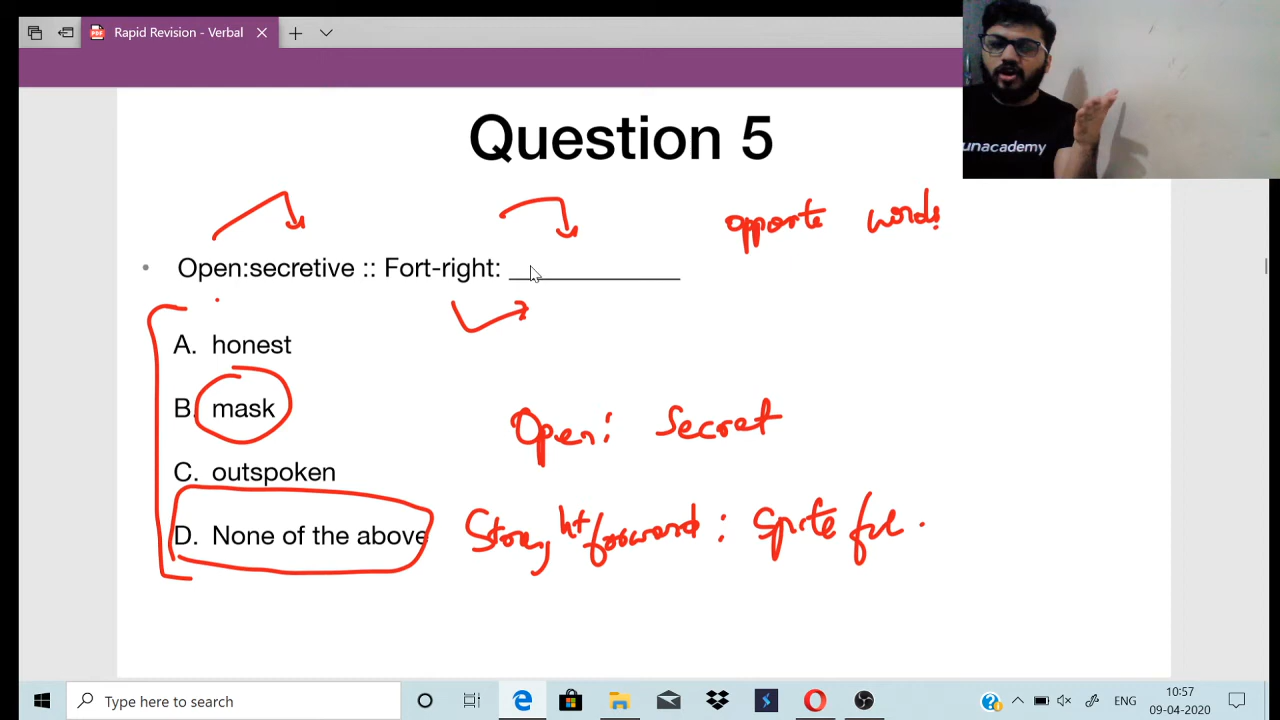 Rapid Revision - Verbal
Question 5
unacademy
opposite words
Open:secretive :: Fort-right: ____________
A. honest
B. mask
C. outspoken
D. None of the above
Open: Secret
Straightforward: Spiteful.
Type here to search
ENG
10:57
09-04-2020